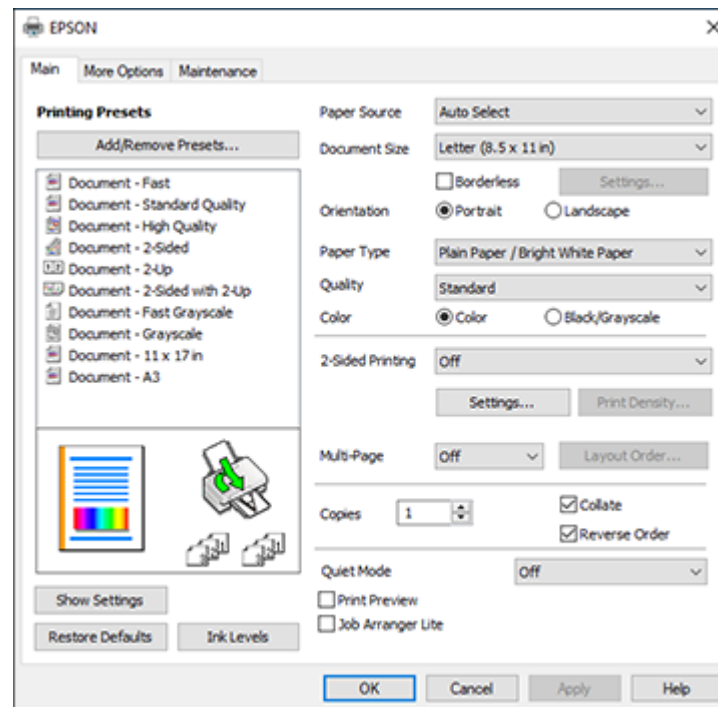 EPSON
Main More Options Maintenance
Printing Presets
Add/Remove Presets...
Document - Fast
Document - Standard Quality
Document - High Quality
Document - 2-Sided
Document - 2-Up
Document - 2-Sided with 2-Up
Document - Fast Grayscale
Document - Grayscale
Document - 11 x 17 in
Document - A3
Show Settings
Restore Defaults Ink Levels
Paper Source Auto Select
Document Size Letter (8.5 x 11 in)
Borderless Settings...
Orientation Portrait Landscape
Paper Type Plain Paper / Bright White Paper
Quality Standard
Color Color Black/Grayscale
2-Sided Printing Off
Settings... Print Density...
Multi-Page Off Layout Order...
Copies 1 Collate
Reverse Order
Quiet Mode Off
Print Preview
Job Arranger Lite
OK Cancel Apply Help